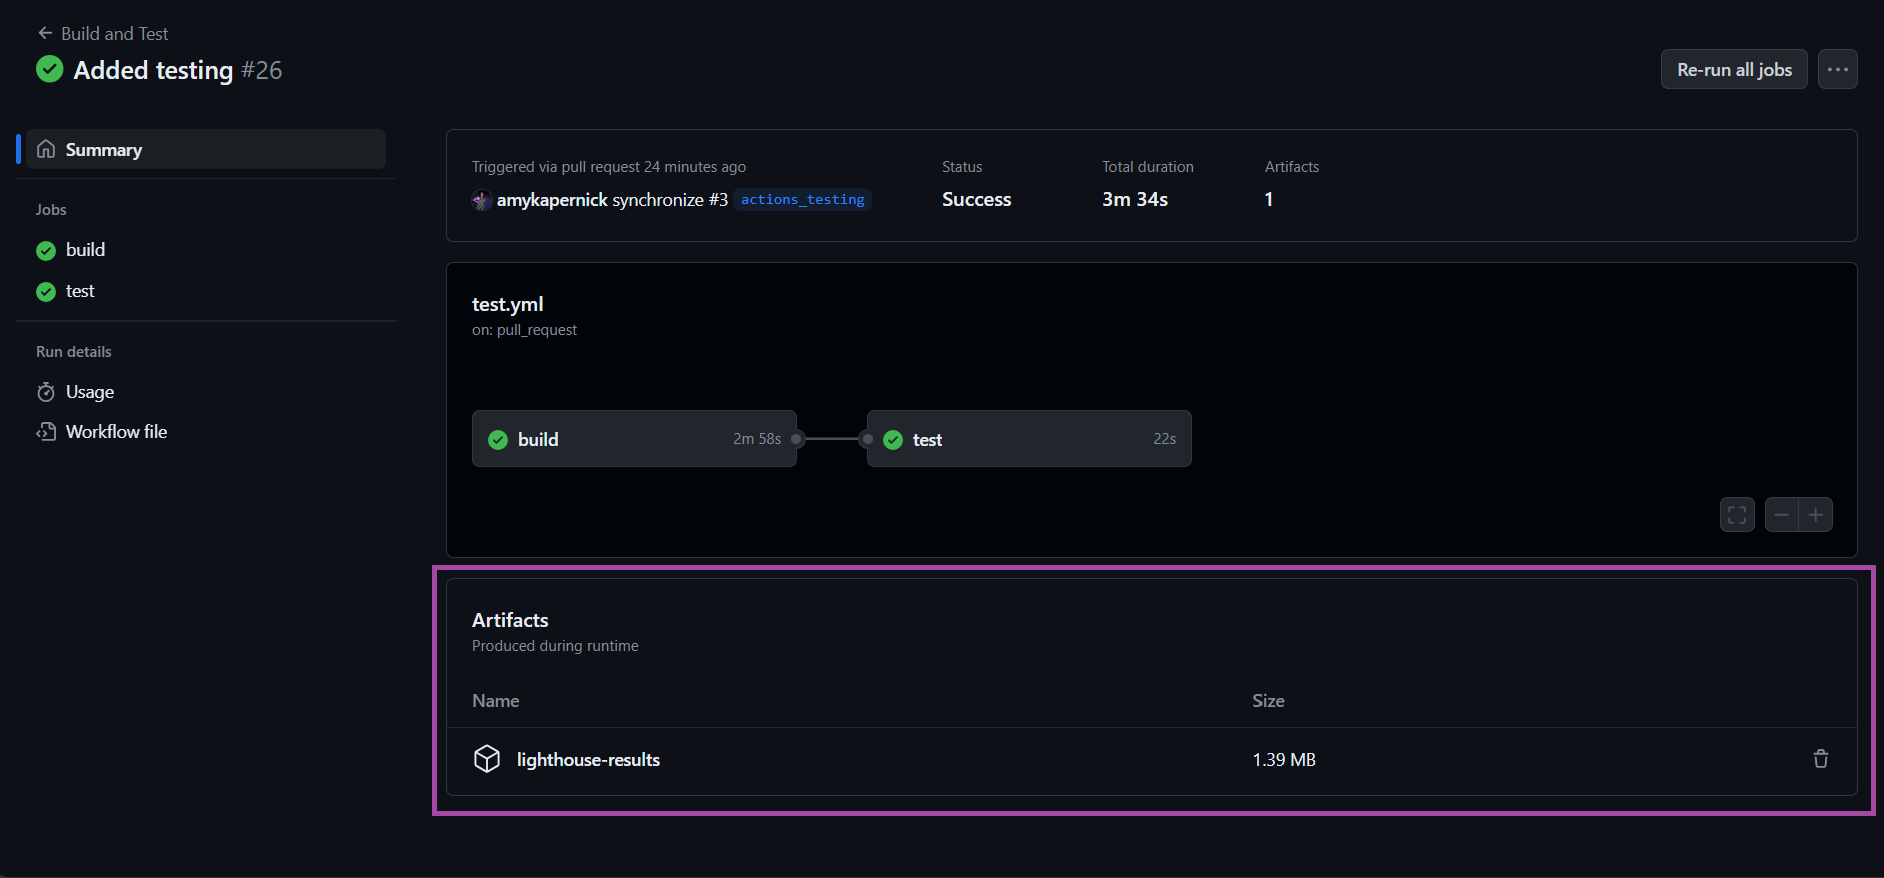 Build and Test
Added testing #26
Re-run all jobs
Summary
Jobs
build
test
Run details
Usage
Workflow file
Triggered via pull request 24 minutes ago
amykapernick synchronize #3 actions_testing
Status
Success
Total duration
3m 34s
Artifacts
1
test.yml
on: pull_request
build 2m 58s
test 22s
Artifacts
Produced during runtime
Name Size
lighthouse-results 1.39 MB